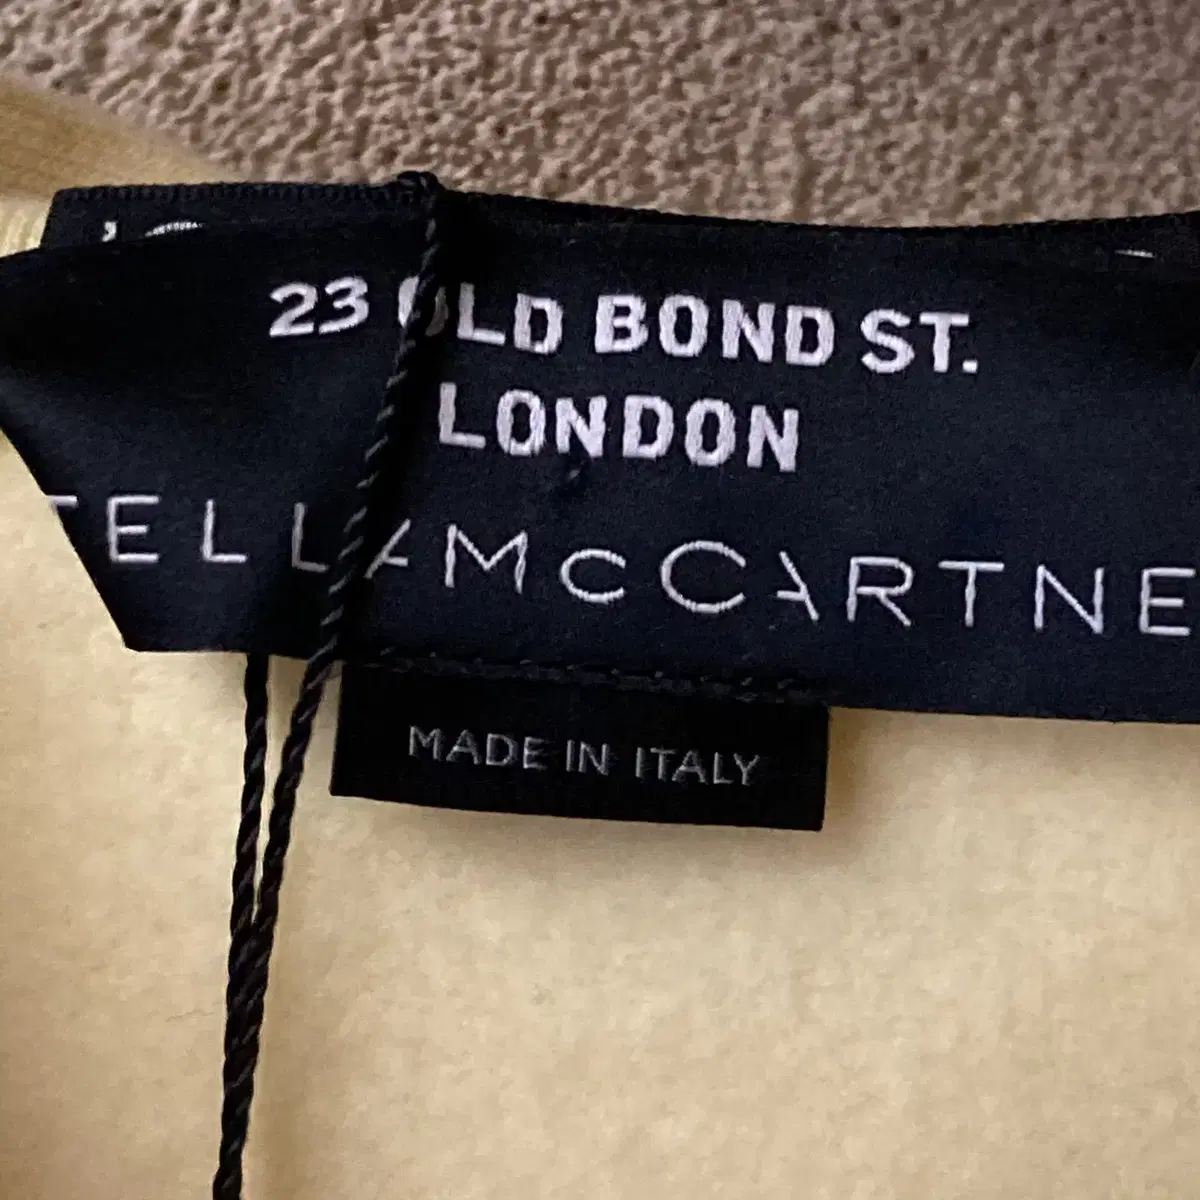 23 OLD BOND ST.
LONDON
TELLAMCCARTNE
MADE IN ITALY